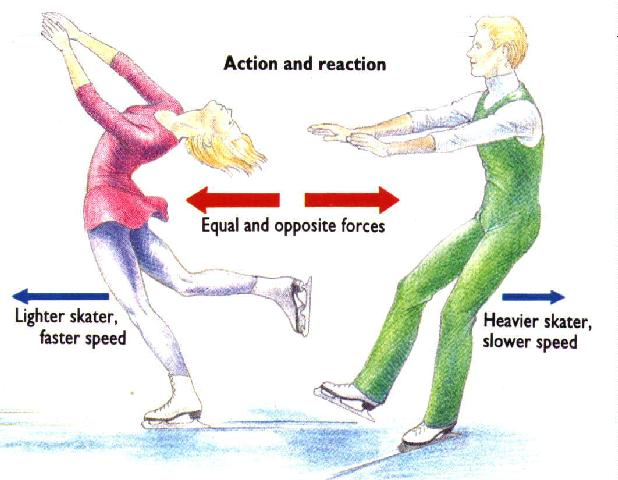 Action and reaction
Equal and opposite forces
Lighter skater,
faster speed
Heavier skater,
slower speed